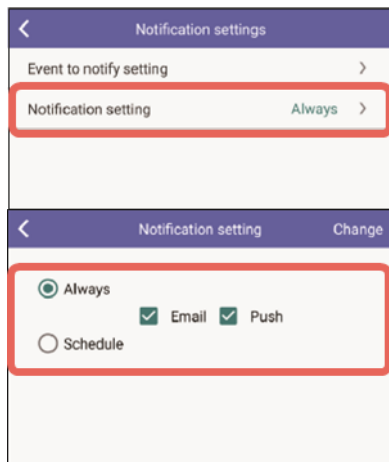 Notification settings
Event to notify setting
Notification setting Always
Notification setting Change
Always
Email Push
Schedule